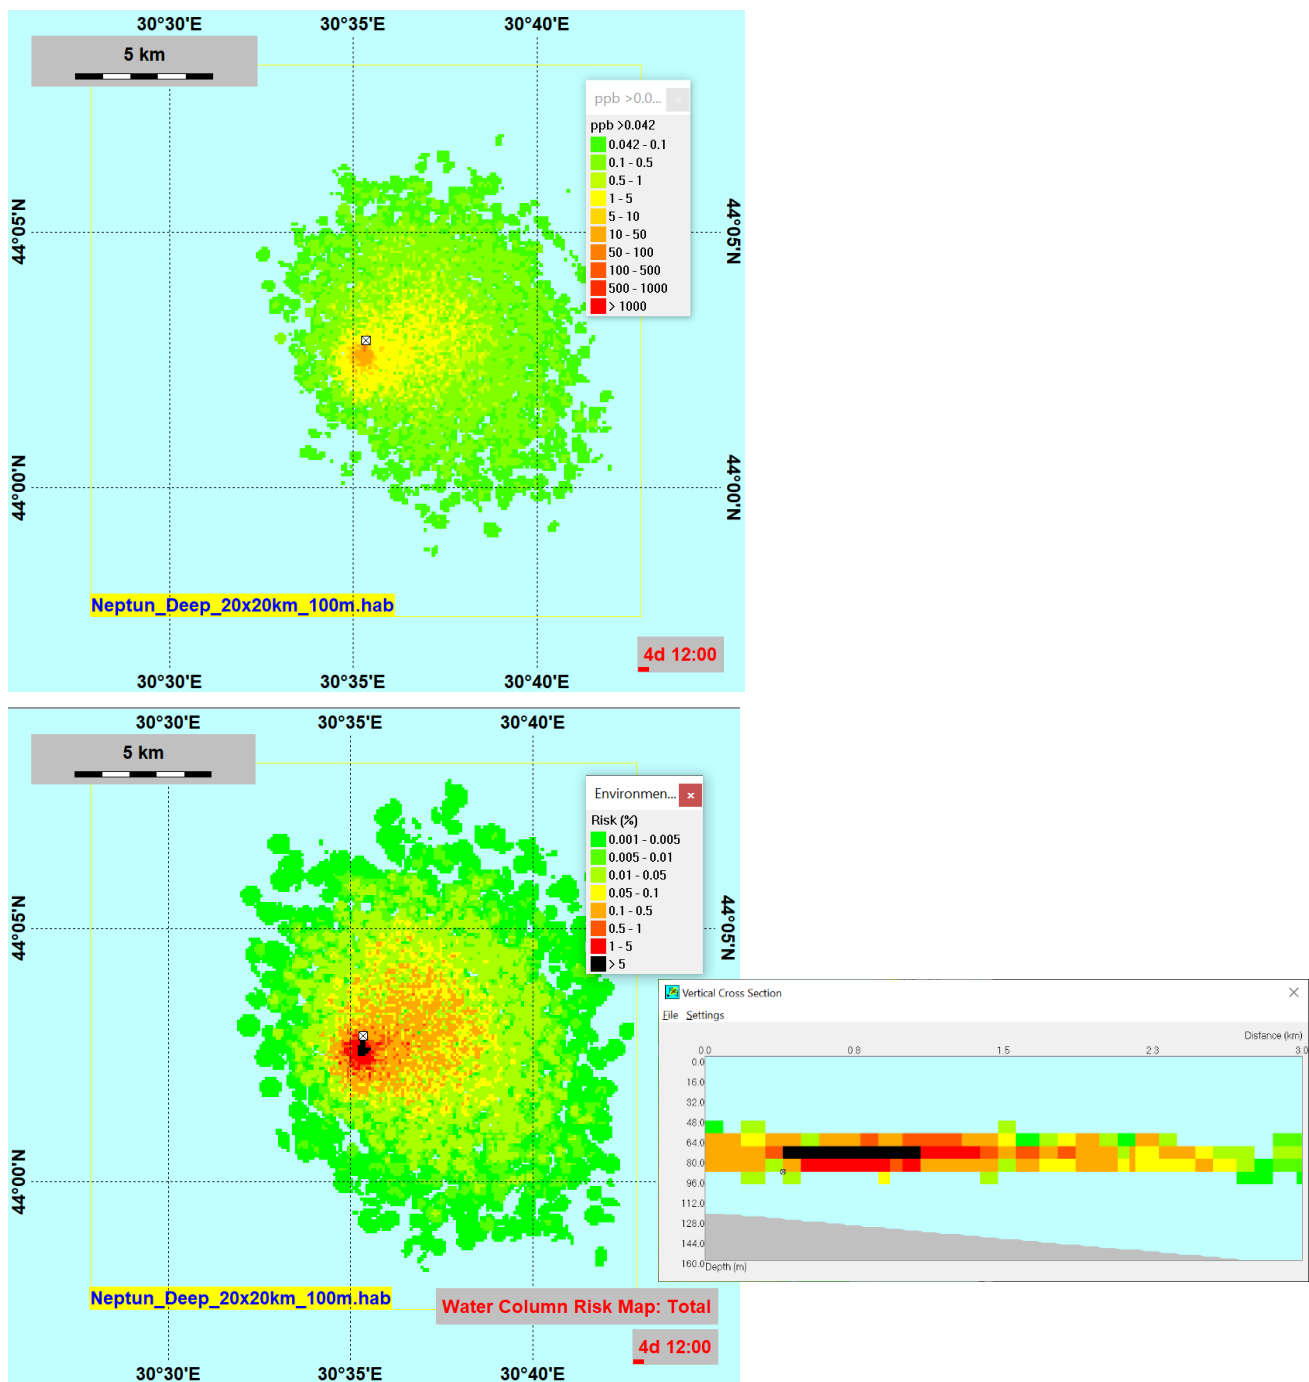 30°30'E 30°35'E 30°40'E
5 km
ppb >0.0...
ppb >0.042
0.042 - 0.1
0.1 - 0.5
0.5 - 1
1 - 5
5 - 10
10 - 50
50 - 100
100 - 500
500 - 1000
> 1000
44°05'N 44°05'N
44°00'N 44°00'N
Neptun_Deep_20x20km_100m.hab
4d 12:00
30°30'E 30°35'E 30°40'E
30°30'E 30°35'E 30°40'E
5 km
Environmen...
Risk (%)
0.001 - 0.005
0.005 - 0.01
0.01 - 0.05
0.05 - 0.1
0.1 - 0.5
0.5 - 1
1 - 5
> 5
44°05'N 44°05'N
44°00'N
Neptun_Deep_20x20km_100m.hab
Water Column Risk Map: Total
4d 12:00
30°30'E 30°35'E 30°40'E
Vertical Cross Section
File Settings
Distance (km)
0.0 0.8 1.5 2.3 3.0
0.0
16.0
32.0
48.0
64.0
80.0
96.0
112.0
128.0
144.0
160.0
Depth (m)